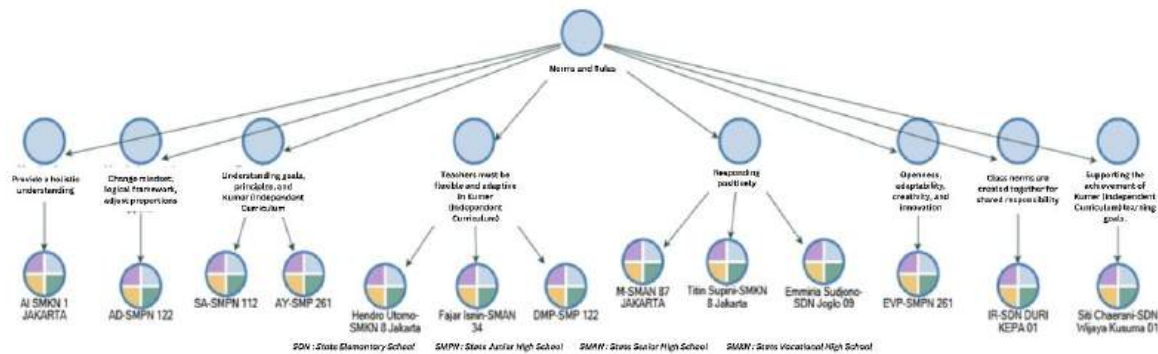 Norms and Rules
Provide a holistic
understanding
Change mindset,
logical framework,
adjust proportions
Understanding goals,
principles, and
Kumer (Independent
Curriculum
Teachers must be
flexible and adaptive
in Kumer
(Independent
Curriculum)
Responding
positively
Openness,
adaptability,
creativity, and
innovation
Class norms are
created together for
shared responsibility
Supporting the
achievement of
Kumer (Independent
Curriculum) learning
goals.
AI SMKN 1
JAKARTA
AD-SMPN 122
SA-SMPN 112
AY-SMP 261
Hendro Utomo-
SMKN 8 Jakarta
Fajar Isnin-SMAN
34
DMP-SMP 122
M-SMAN 87
JAKARTA
Titin Supini-SMKN
8 Jakarta
Emmiria Sudjono-
SDN Joglo 09
EVP-SMPN 261
IR-SDN DURI
KEPA 01
Siti Chaerani-SDN
Wijaya Kusuma 01
SDN : State Elementary School SMPN : State Junior High School SMAN : State Senior High School SMKN : State Vocational High School